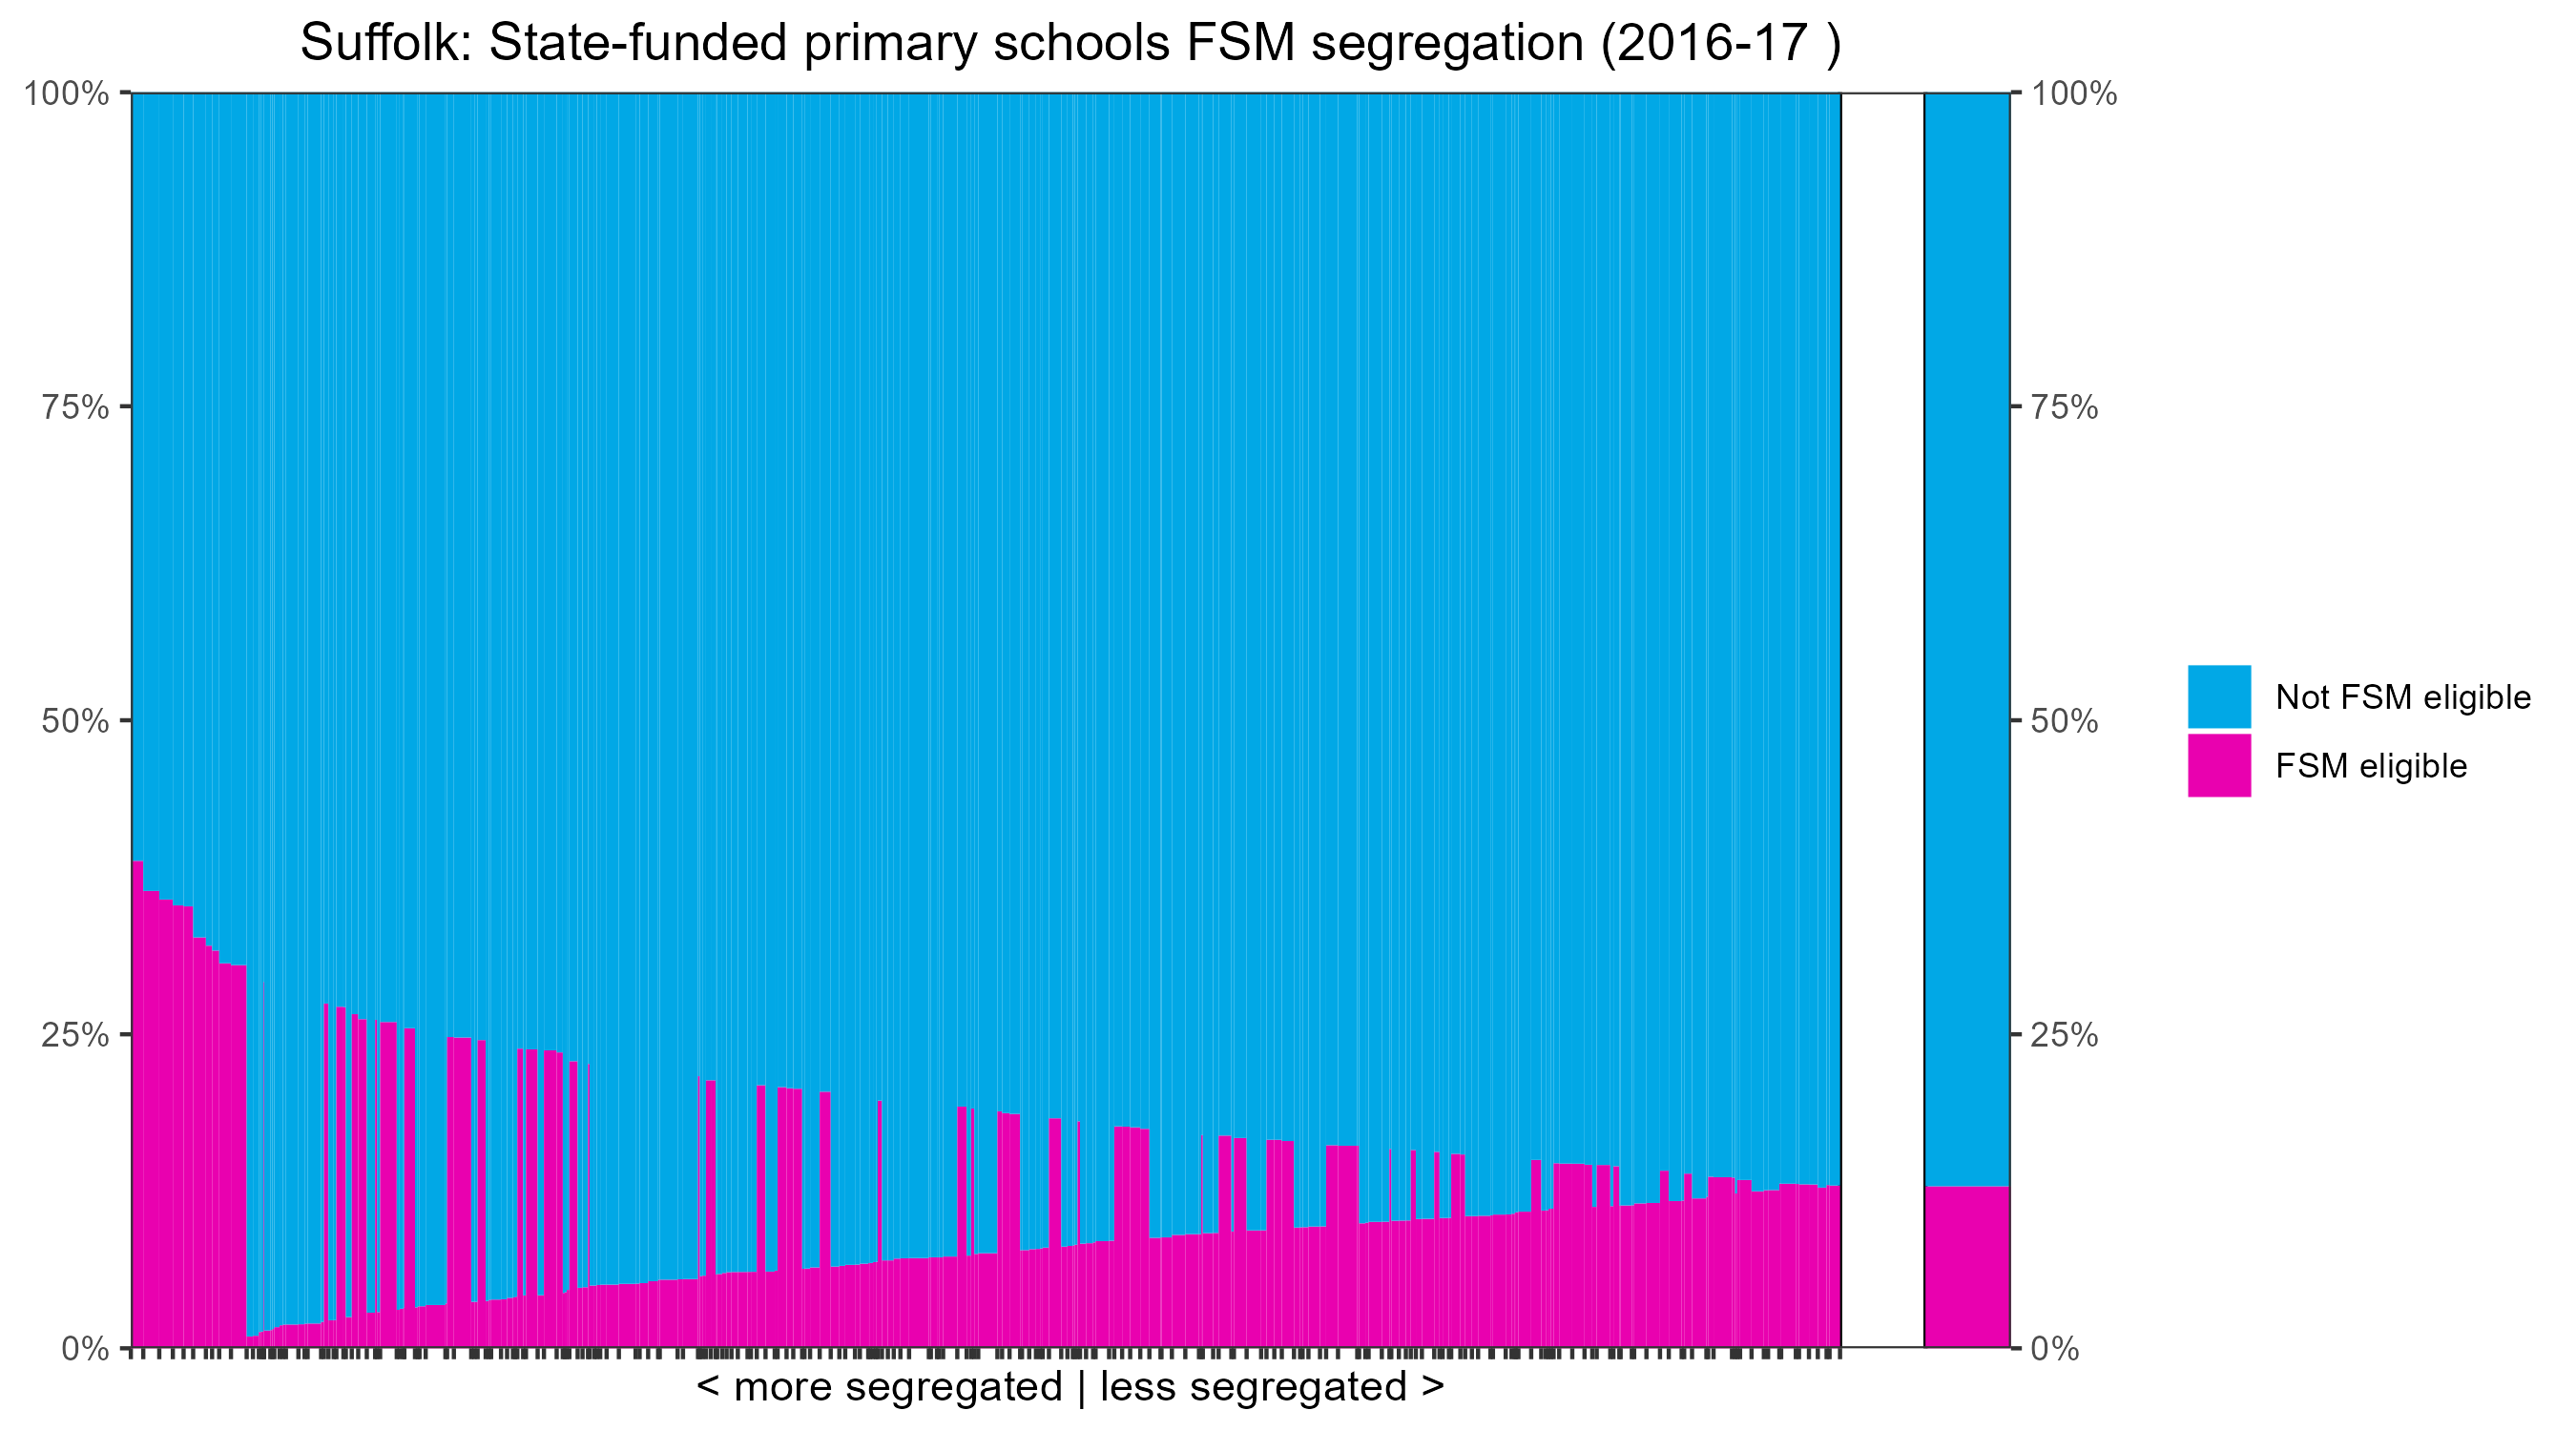 Suffolk: State-funded primary schools FSM segregation (2016-17 )
100%
75%
50%
25%
0%
100%
75%
50%
25%
0%
Not FSM eligible
FSM eligible
< more segregated | less segregated >